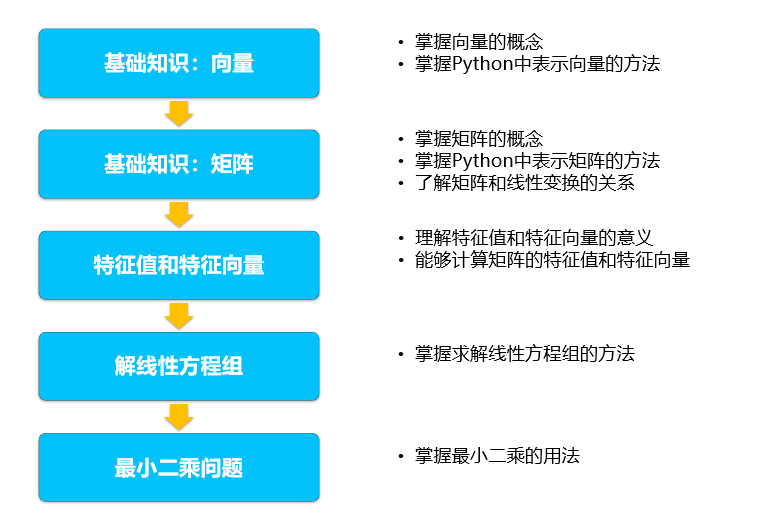 基础知识：向量
• 掌握向量的概念
• 掌握Python中表示向量的方法
基础知识：矩阵
• 掌握矩阵的概念
• 掌握Python中表示矩阵的方法
• 了解矩阵和线性变换的关系
特征值和特征向量
• 理解特征值和特征向量的意义
• 能够计算矩阵的特征值和特征向量
解线性方程组
• 掌握求解线性方程组的方法
最小二乘问题
• 掌握最小二乘的用法